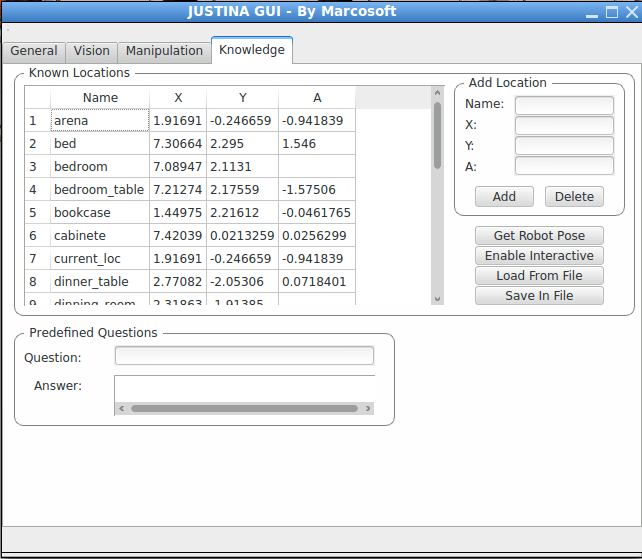 JUSTINA GUI - By Marcosoft
General Vision Manipulation Knowledge
Known Locations
Name X Y A
1 arena 1.91691 -0.246659 -0.941839
2 bed 7.30664 2.295 1.546
3 bedroom 7.08947 2.1131
4 bedroom_table 7.21274 2.17559 -1.57506
5 bookcase 1.44975 2.21612 -0.0461765
6 cabinete 7.42039 0.0213259 0.0256299
7 current_loc 1.91691 -0.246659 -0.941839
8 dinner_table 2.77082 -2.05306 0.0718401
9 dinning_room 2.31863 -1.91385
Add Location
Name:
X:
Y:
A:
Add Delete
Get Robot Pose
Enable Interactive
Load From File
Save In File
Predefined Questions
Question:
Answer: